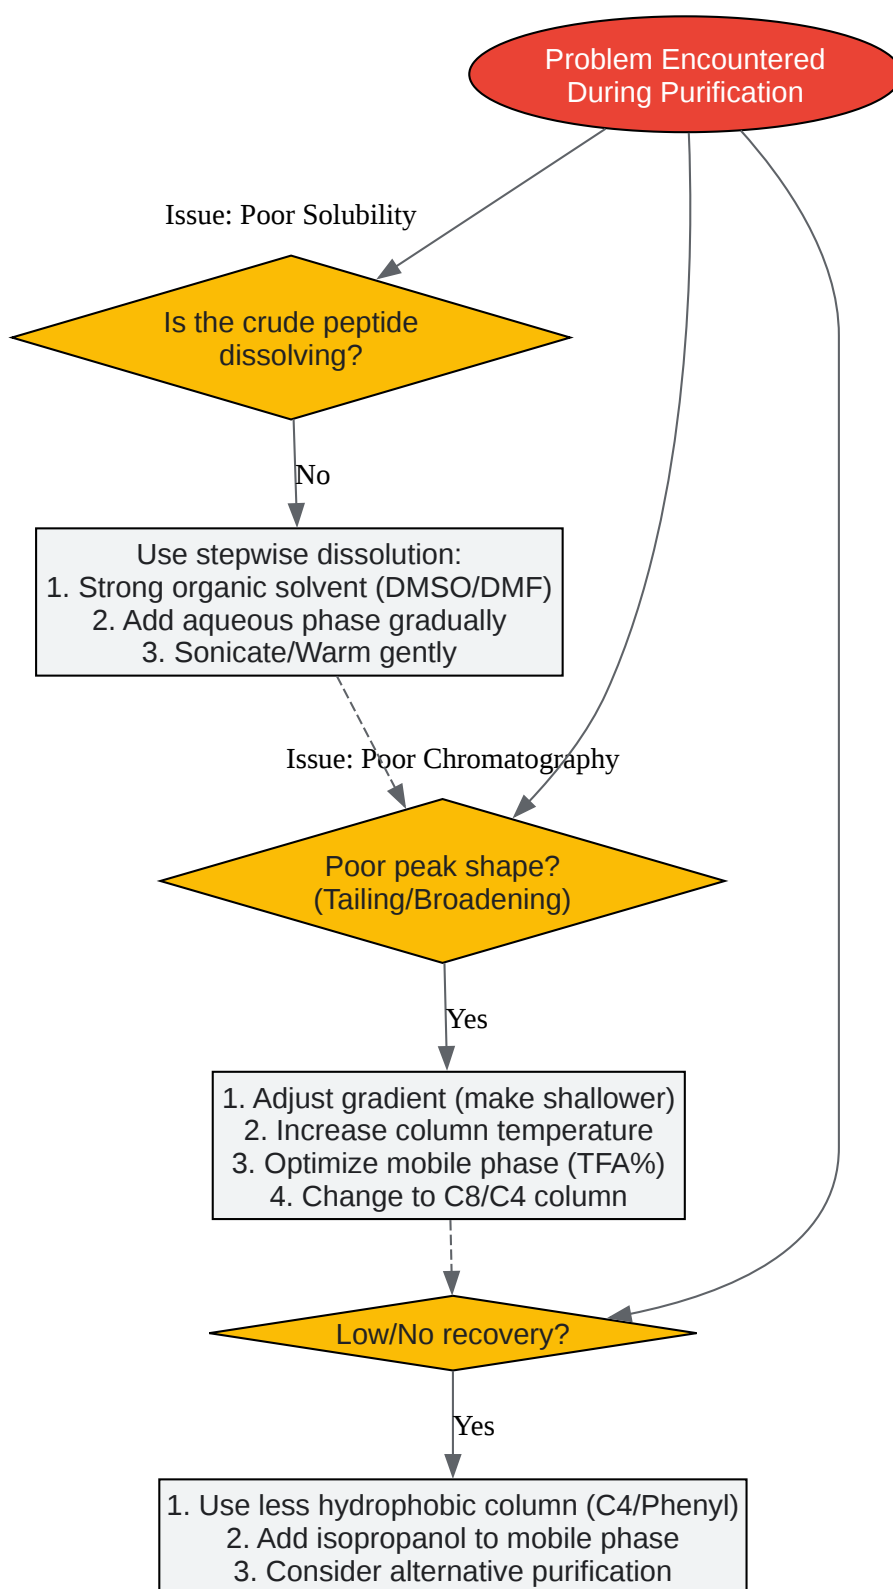 Problem Encountered
During Purification
Issue: Poor Solubility
Is the crude peptide
dissolving?
No
Use stepwise dissolution:
1. Strong organic solvent (DMSO/DMF)
2. Add aqueous phase gradually
3. Sonicate/Warm gently
Issue: Poor Chromatography
Poor peak shape?
(Tailing/Broadening)
Yes
1. Adjust gradient (make shallower)
2. Increase column temperature
3. Optimize mobile phase (TFA%)
4. Change to C8/C4 column
Low/No recovery?
Yes
1. Use less hydrophobic column (C4/Phenyl)
2. Add isopropanol to mobile phase
3. Consider alternative purification